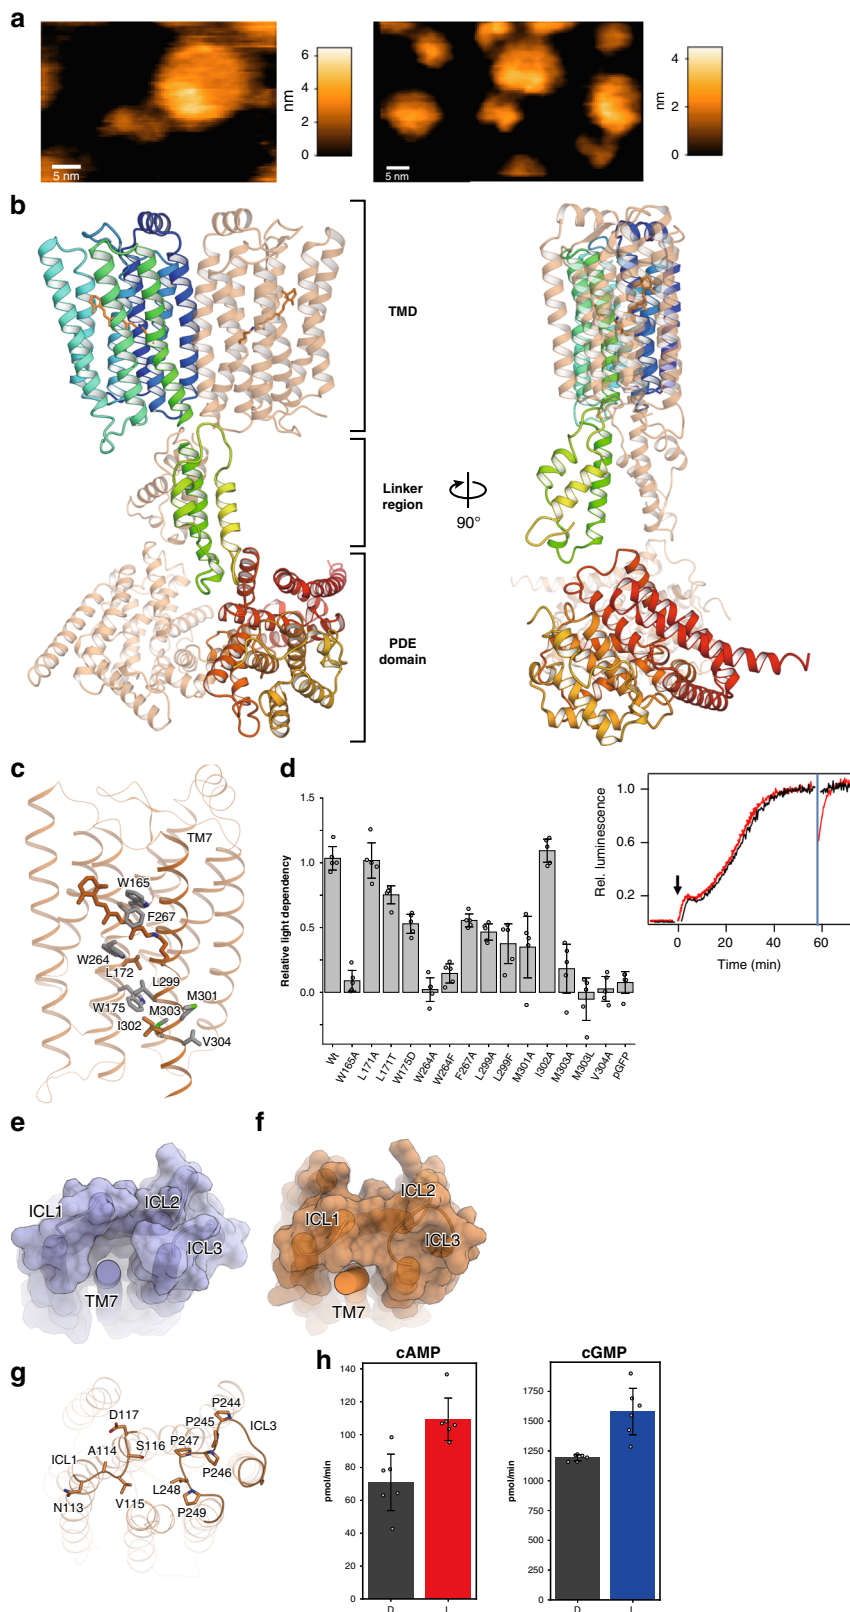 a
6
4
2
0
nm
5 nm
4
2
0
nm
5 nm
b
TMD
Linker
region
90°
PDE
domain
c
TM7
W165
F267
W264
L172
L299
M301
W175
M303
I302
V304
d
Relative light dependency
1.5
1.0
0.5
0.0
Wt
W165A
L171A
L171T
W175D
W264A
W264F
F267A
L299A
L299F
M301A
I302A
M303A
M303L
V304A
pGFP
Rel. luminescence
1.0
0.6
0.2
0
20
40
60
Time (min)
e
ICL1
ICL2
ICL3
TM7
f
ICL1
ICL2
ICL3
TM7
g
P244
D117
P245
ICL3
P247
S116
A114
ICL1
P246
L248
V115
N113
P249
h
cAMP
pmol/min
140
120
100
80
60
40
20
0
D
L
cGMP
pmol/min
1750
1500
1250
1000
750
500
250
0
D
L